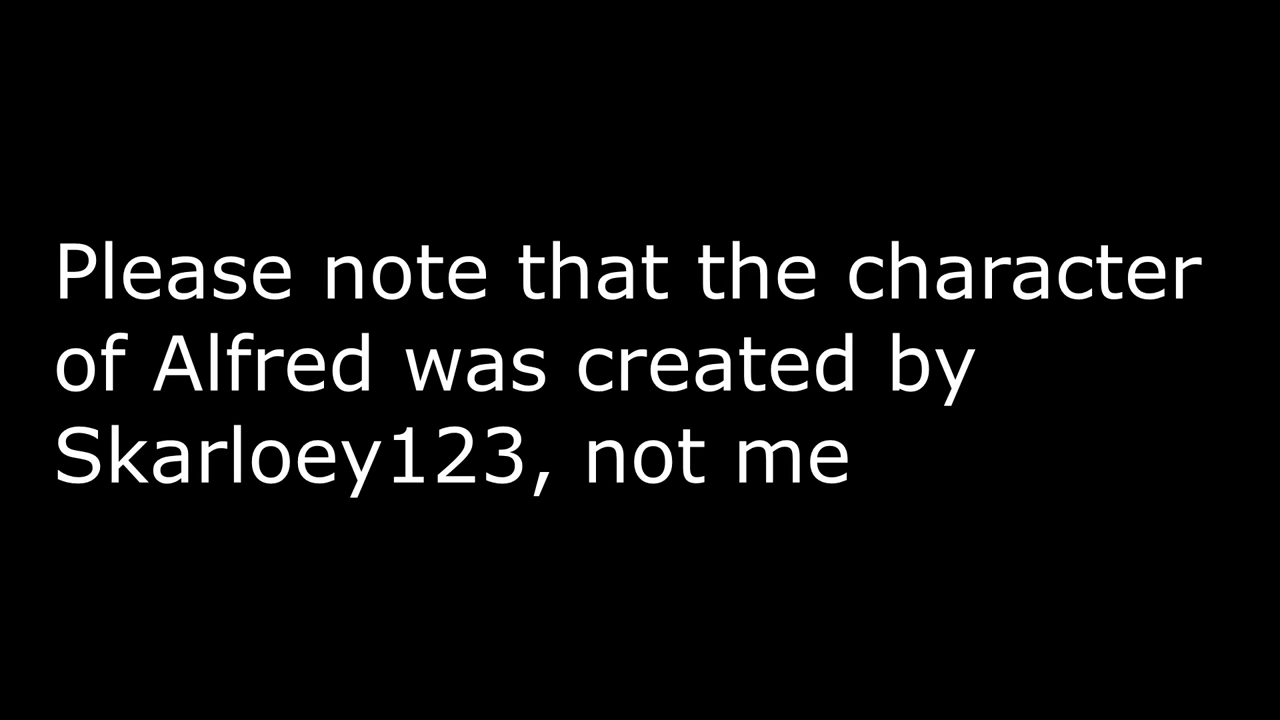 Please note that the character
of Alfred was created by
Skarloey123, not me